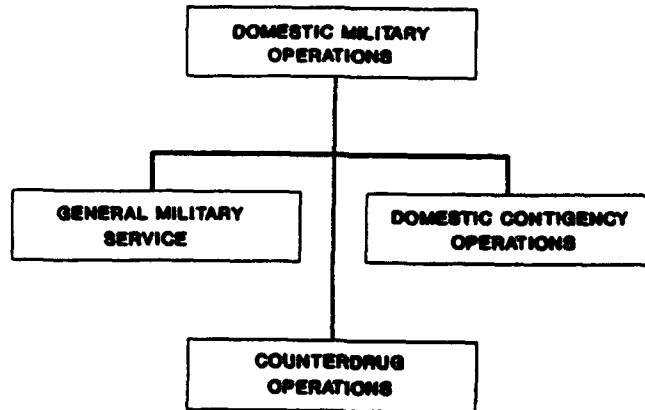 DOMESTIC MILITARY
OPERATIONS
GENERAL MILITARY
SERVICE
DOMESTIC CONTIGENCY
OPERATIONS
COUNTERDRUG
OPERATIONS